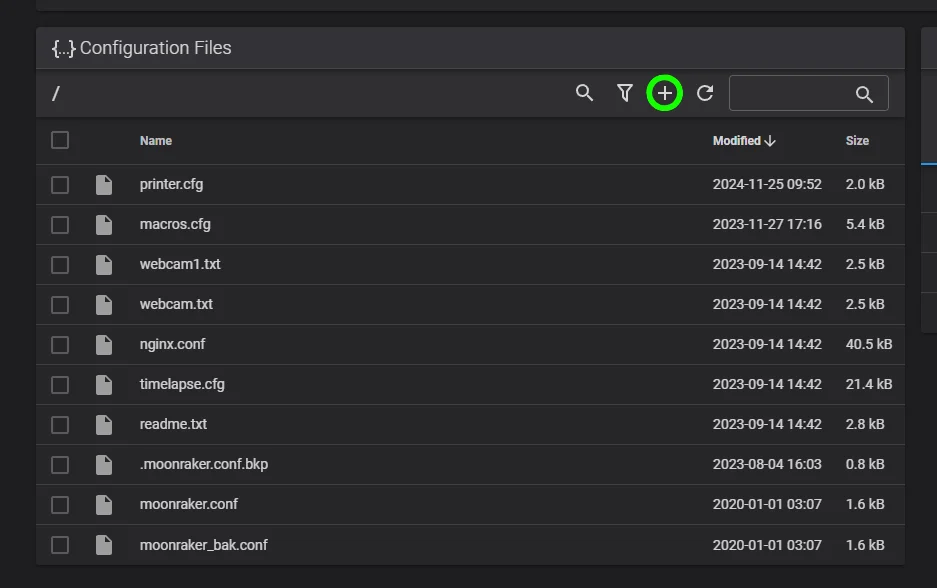 {...} Configuration Files
/
Name Modified Size
printer.cfg 2024-11-25 09:52 2.0 kB
macros.cfg 2023-11-27 17:16 5.4 kB
webcam1.txt 2023-09-14 14:42 2.5 kB
webcam.txt 2023-09-14 14:42 2.5 kB
nginx.conf 2023-09-14 14:42 40.5 kB
timelapse.cfg 2023-09-14 14:42 21.4 kB
readme.txt 2023-09-14 14:42 2.8 kB
.moonraker.conf.bkp 2023-08-04 16:03 0.8 kB
moonraker.conf 2020-01-01 03:07 1.6 kB
moonraker_bak.conf 2020-01-01 03:07 1.6 kB